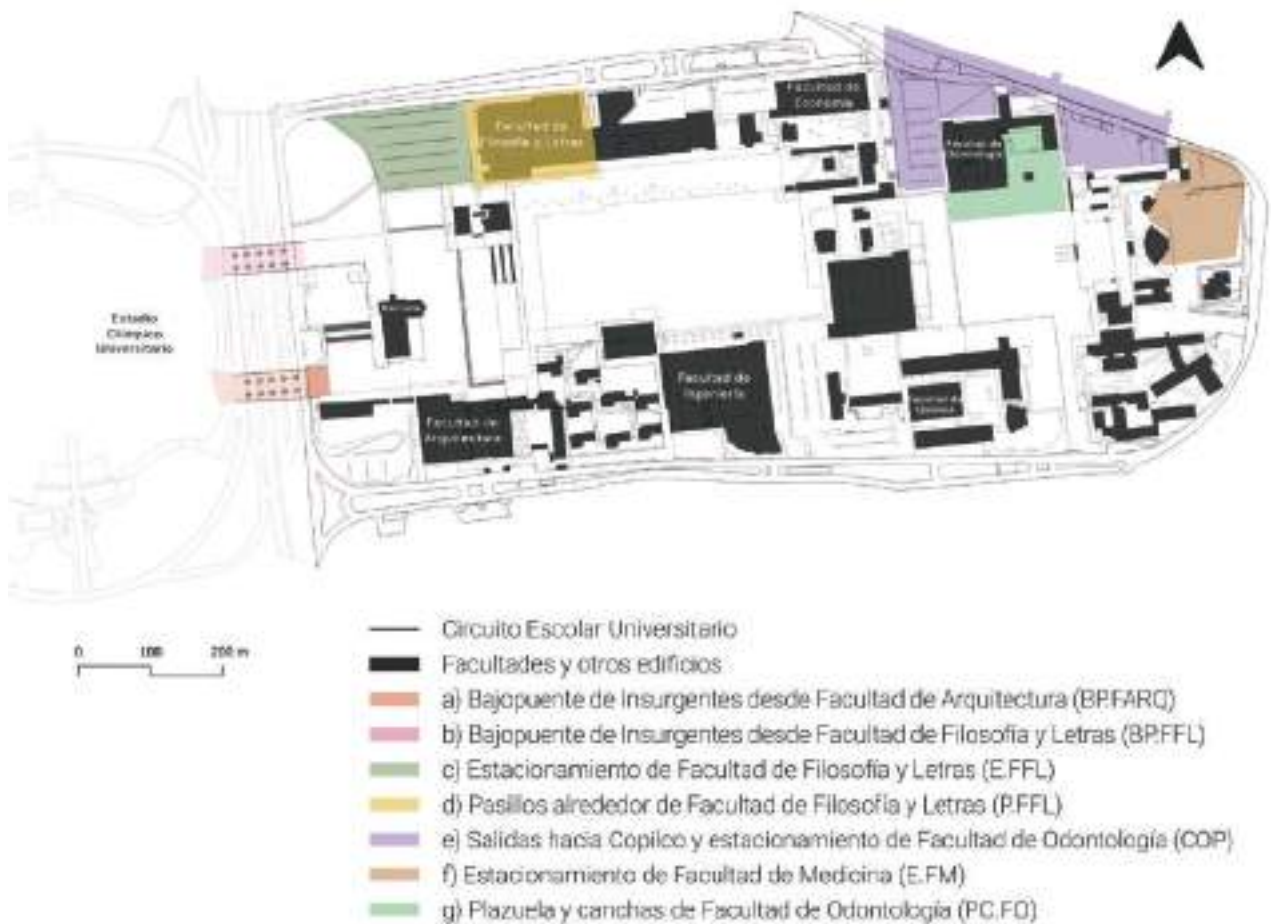 Facultad de
Economía
Facultad de
Filosofía y Letras
Facultad de
Odontología
Estadio
Olímpico
Universitario
Rectoría
Facultad de
Ingeniería
Facultad de
Arquitectura
Facultad de
0 100 200 m
Circuito Escolar Universitario
Facultades y otros edificios
a) Bajopuente de Insurgentes desde Facultad de Arquitectura (BP.FARQ)
b) Bajopuente de Insurgentes desde Facultad de Filosofía y Letras (BP.FFL)
c) Estacionamiento de Facultad de Filosofía y Letras (E.FFL)
d) Pasillos alrededor de Facultad de Filosofía y Letras (P.FFL)
e) Salidas hacia Copilco y estacionamiento de Facultad de Odontología (COP)
f) Estacionamiento de Facultad de Medicina (E.FM)
g) Plazuela y canchas de Facultad de Odontología (PC.FO)